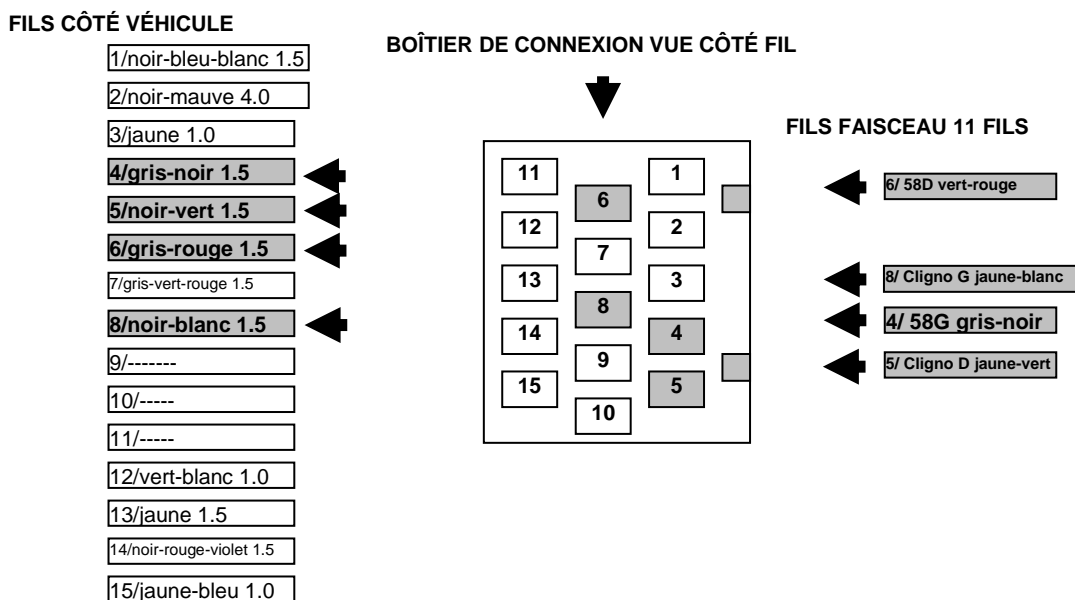 FILS CÔTÉ VÉHICULE
1/noir-bleu-blanc 1.5
2/noir-mauve 4.0
3/jaune 1.0
4/gris-noir 1.5
5/noir-vert 1.5
6/gris-rouge 1.5
7/gris-vert-rouge 1.5
8/noir-blanc 1.5
9/-------
10/-----
11/-----
12/vert-blanc 1.0
13/jaune 1.5
14/noir-rouge-violet 1.5
15/jaune-bleu 1.0
BOÎTIER DE CONNEXION VUE CÔTÉ FIL
11
1
6
12
2
7
13
3
8
14
4
9
15
5
10
FILS FAISCEAU 11 FILS
6/ 58D vert-rouge
8/ Cligno G jaune-blanc
4/ 58G gris-noir
5/ Cligno D jaune-vert